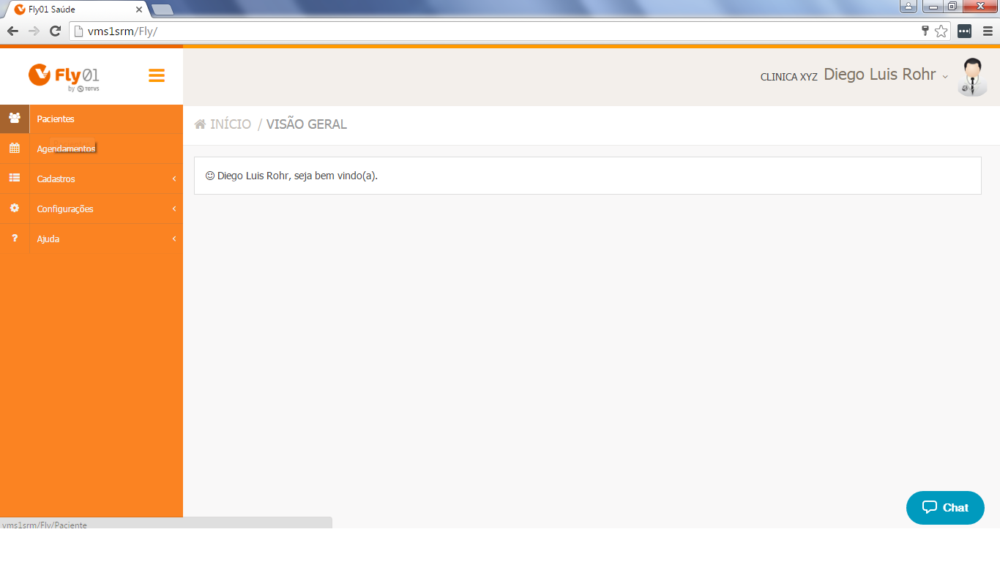 Fly01 Saúde
vms1srm/Fly/
Fly01
by TOTVS
CLINICA XYZ Diego Luis Rohr
Pacientes
INÍCIO / VISÃO GERAL
Agendamentos
Diego Luis Rohr, seja bem vindo(a).
Cadastros
Configurações
? Ajuda
Chat
vms1srm/Fly/Paciente